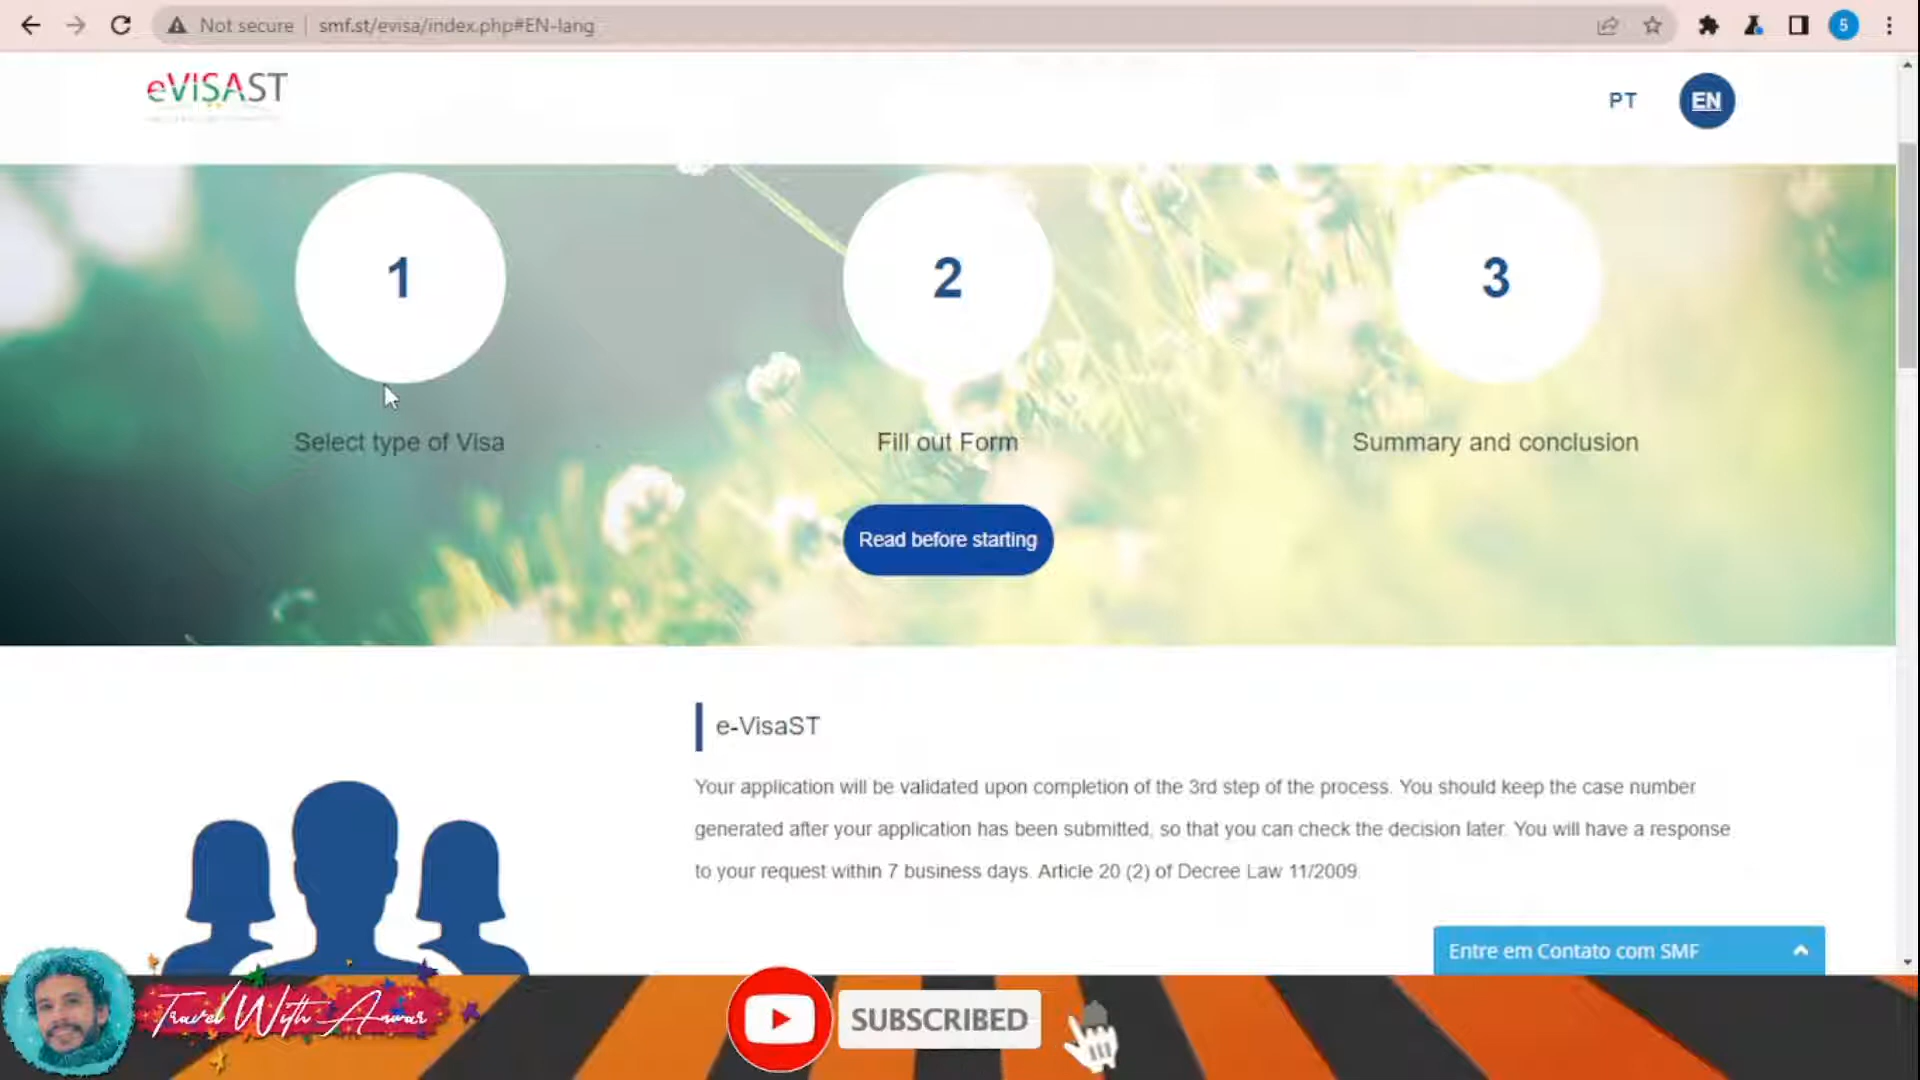 Not secure
smf.st/evisa/index.php#EN-lang
5
eVISAST
PT
EN
1
2
3
Select type of Visa
Fill out Form
Summary and conclusion
Read before starting
e-VisaST
Your application will be validated upon completion of the 3rd step of the process. You should keep the case number
generated after your application has been submitted, so that you can check the decision later. You will have a response
to your request within 7 business days. Article 20 (2) of Decree Law 11/2009.
Entre em Contato com SMF
Travel With Anwar
SUBSCRIBED